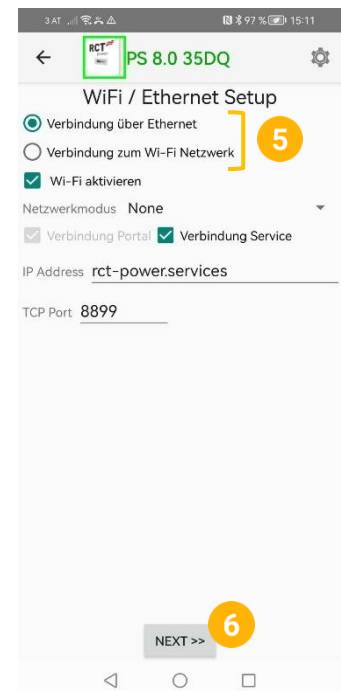 3 AT 97 % 15:11
RCT PS 8.0 35DQ
WiFi / Ethernet Setup
Verbindung über Ethernet
Verbindung zum Wi-Fi Netzwerk
5
Wi-Fi aktivieren
Netzwerkmodus None
Verbindung Portal Verbindung Service
IP Address rct-power.services
TCP Port 8899
6
NEXT >>